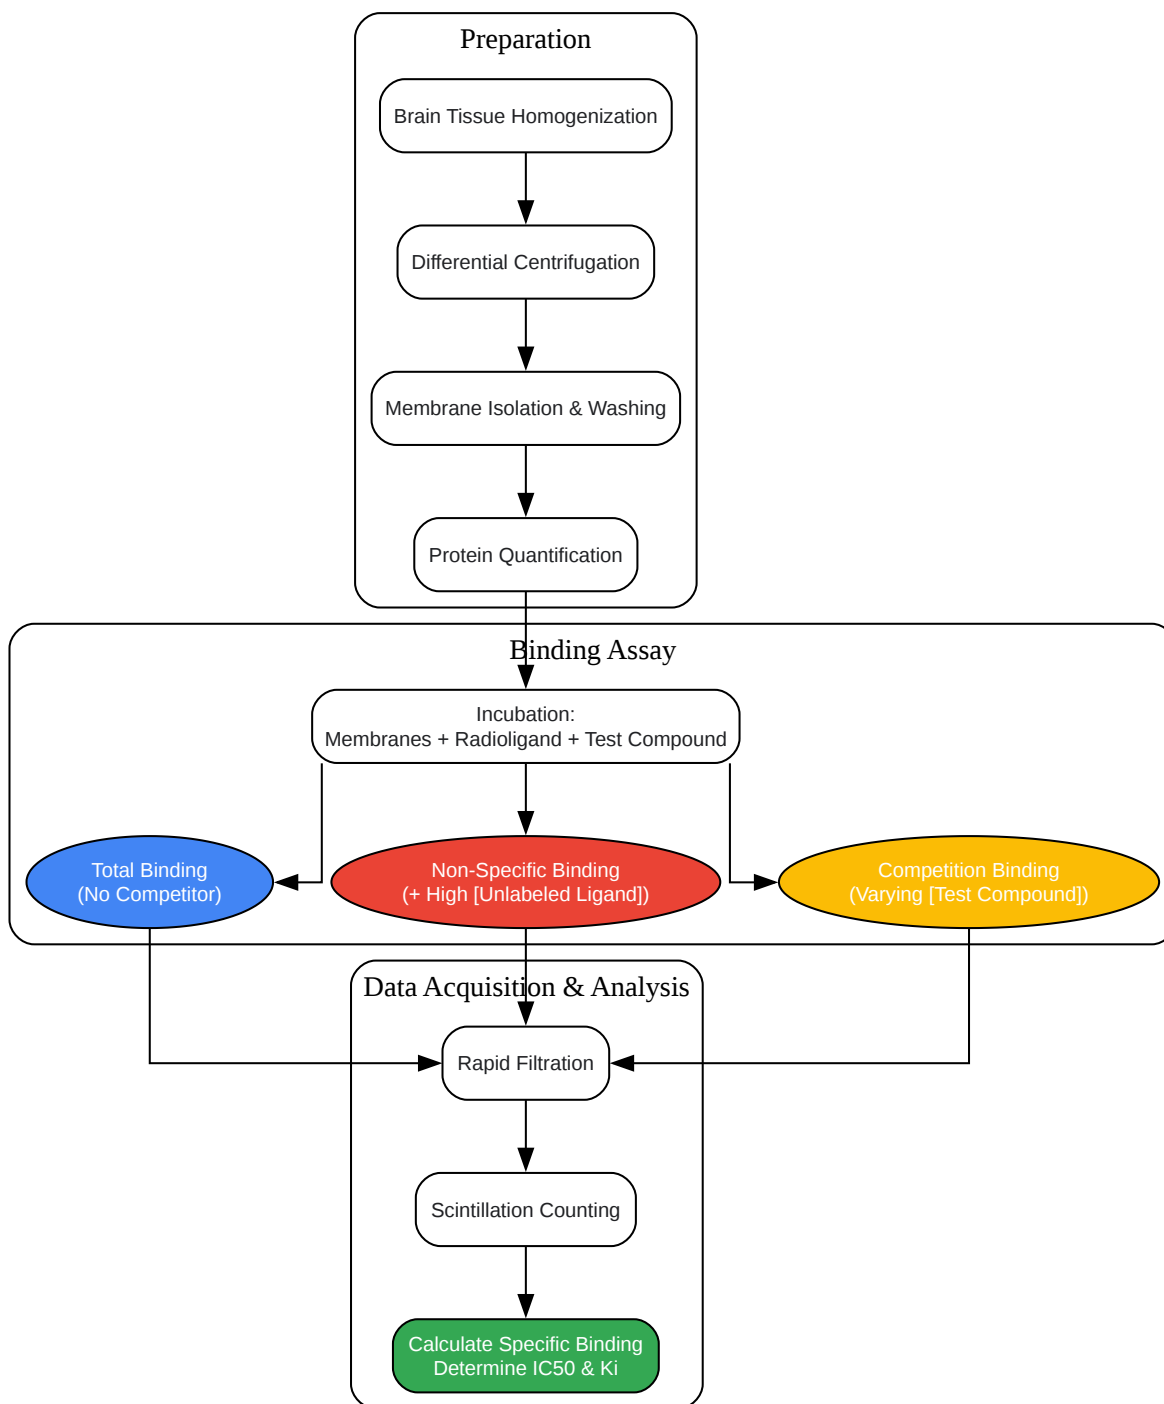 Preparation
Brain Tissue Homogenization
Differential Centrifugation
Membrane Isolation & Washing
Protein Quantification
Binding Assay
Incubation:
Membranes + Radioligand + Test Compound
Total Binding
(No Competitor)
Non-Specific Binding
(+ High [Unlabeled Ligand])
Competition Binding
(Varying [Test Compound])
Data Acquisition & Analysis
Rapid Filtration
Scintillation Counting
Calculate Specific Binding
Determine IC50 & Ki